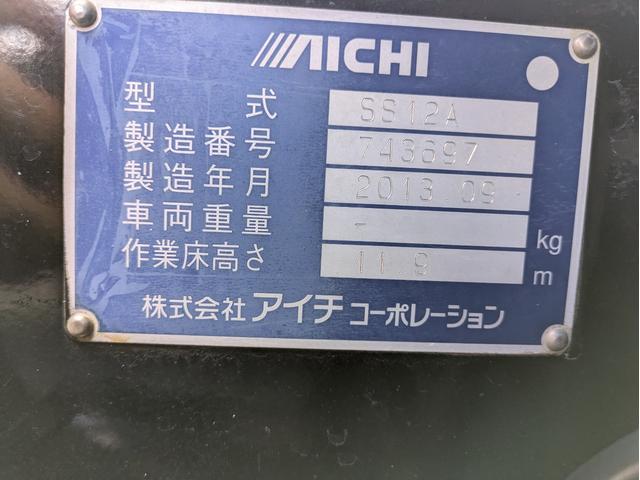 AICHI
型式 SS12A
製造番号 743697
製造年月 2013.09
車両重量 - kg
作業床高さ 11.9 m
株式会社アイチコーポレーション